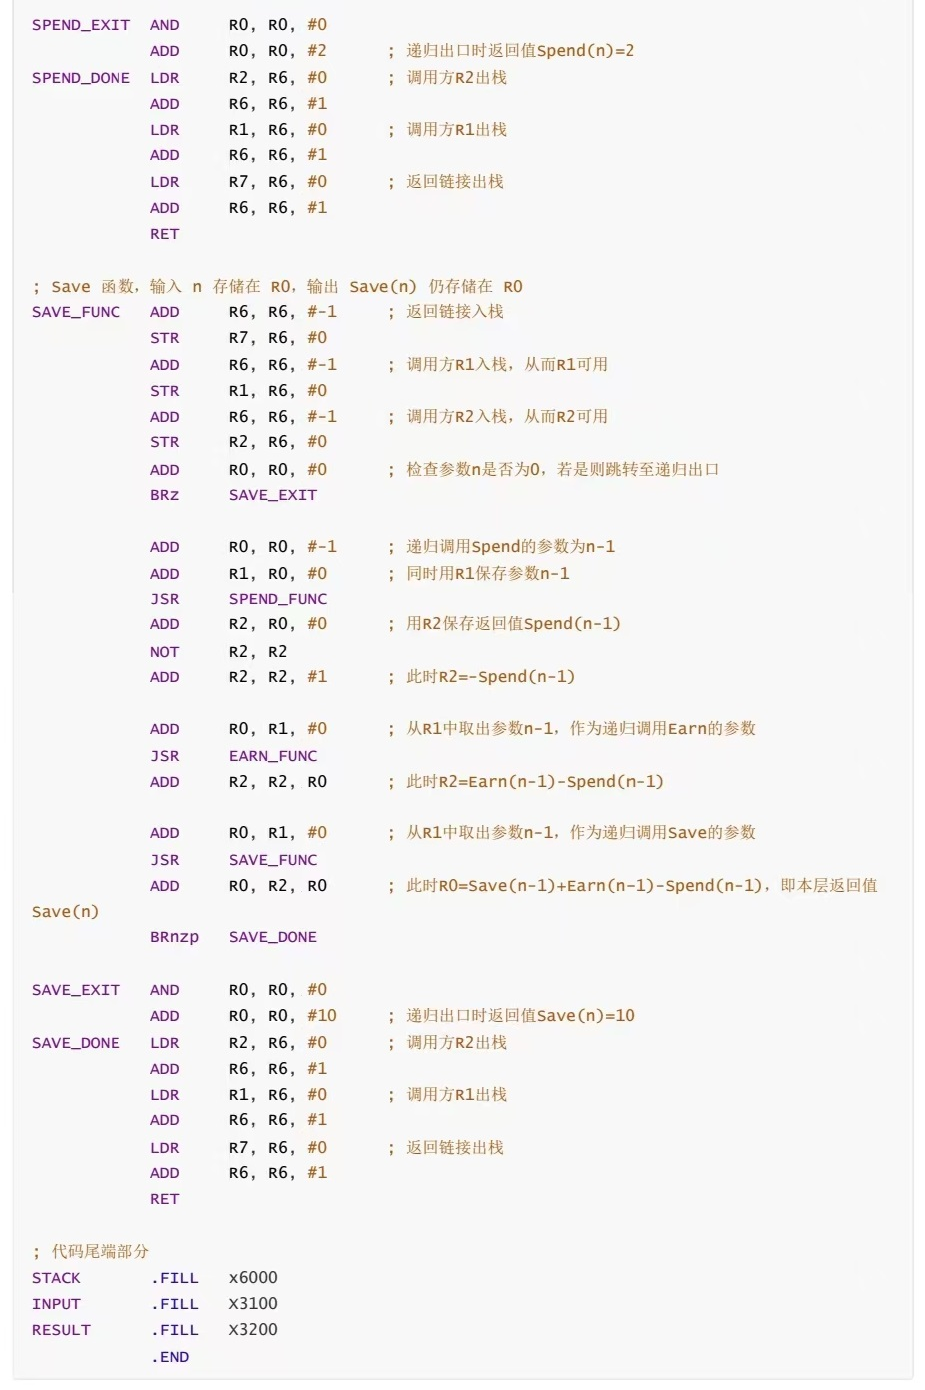 SPEND_EXIT AND R0, R0, #0
ADD R0, R0, #2 ; 递归出口时返回值Spend(n)=2
SPEND_DONE LDR R2, R6, #0 ; 调用方R2出栈
ADD R6, R6, #1
LDR R1, R6, #0 ; 调用方R1出栈
ADD R6, R6, #1
LDR R7, R6, #0 ; 返回链接出栈
ADD R6, R6, #1
RET
; Save 函数，输入 n 存储在 R0，输出 Save(n) 仍存储在 R0
SAVE_FUNC ADD R6, R6, #-1 ; 返回链接入栈
STR R7, R6, #0
ADD R6, R6, #-1 ; 调用方R1入栈，从而R1可用
STR R1, R6, #0
ADD R6, R6, #-1 ; 调用方R2入栈，从而R2可用
STR R2, R6, #0
ADD R0, R0, #0 ; 检查参数n是否为0，若是则跳转至递归出口
BRz SAVE_EXIT
ADD R0, R0, #-1 ; 递归调用Spend的参数为n-1
ADD R1, R0, #0 ; 同时用R1保存参数n-1
JSR SPEND_FUNC
ADD R2, R0, #0 ; 用R2保存返回值Spend(n-1)
NOT R2, R2
ADD R2, R2, #1 ; 此时R2=-Spend(n-1)
ADD R0, R1, #0 ; 从R1中取出参数n-1，作为递归调用Earn的参数
JSR EARN_FUNC
ADD R2, R2, R0 ; 此时R2=Earn(n-1)-Spend(n-1)
ADD R0, R1, #0 ; 从R1中取出参数n-1，作为递归调用Save的参数
JSR SAVE_FUNC
ADD R0, R2, R0 ; 此时R0=Save(n-1)+Earn(n-1)-Spend(n-1)，即本层返回值
Save(n)
BRnzp SAVE_DONE
SAVE_EXIT AND R0, R0, #0
ADD R0, R0, #10 ; 递归出口时返回值Save(n)=10
SAVE_DONE LDR R2, R6, #0 ; 调用方R2出栈
ADD R6, R6, #1
LDR R1, R6, #0 ; 调用方R1出栈
ADD R6, R6, #1
LDR R7, R6, #0 ; 返回链接出栈
ADD R6, R6, #1
RET
; 代码尾端部分
STACK .FILL x6000
INPUT .FILL x3100
RESULT .FILL x3200
.END